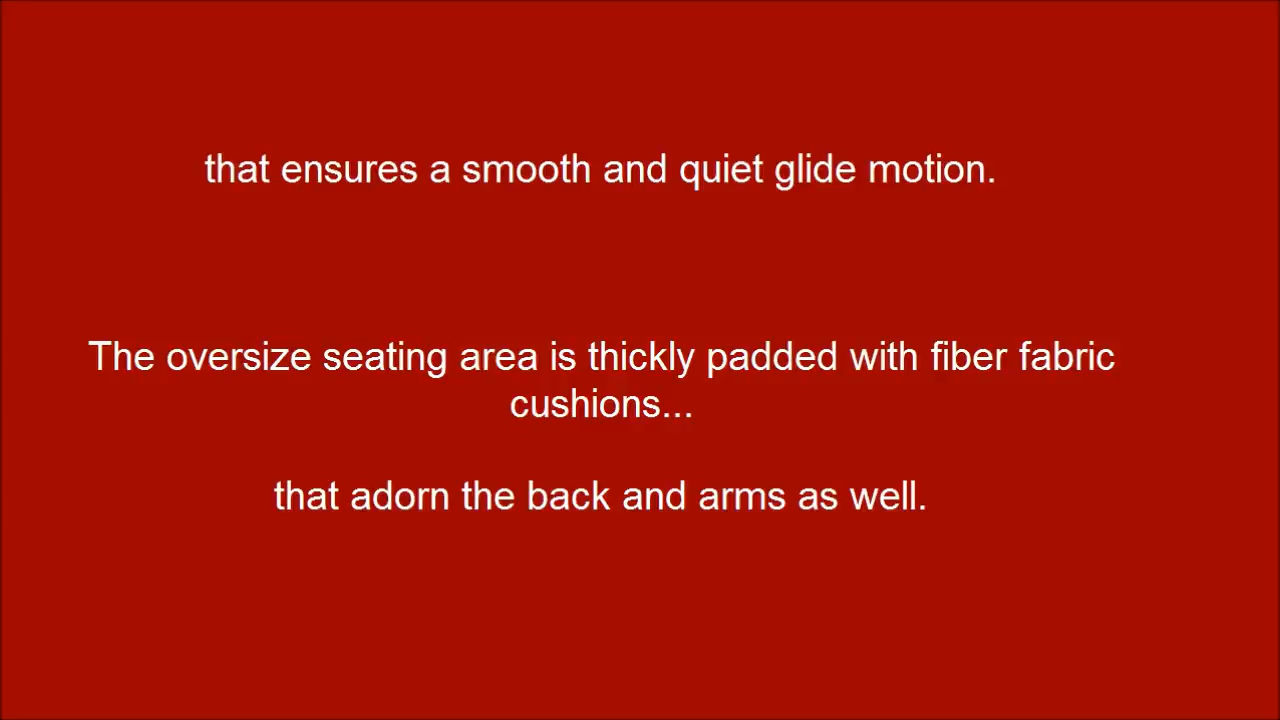 that ensures a smooth and quiet glide motion.
The oversize seating area is thickly padded with fiber fabric
cushions...
that adorn the back and arms as well.